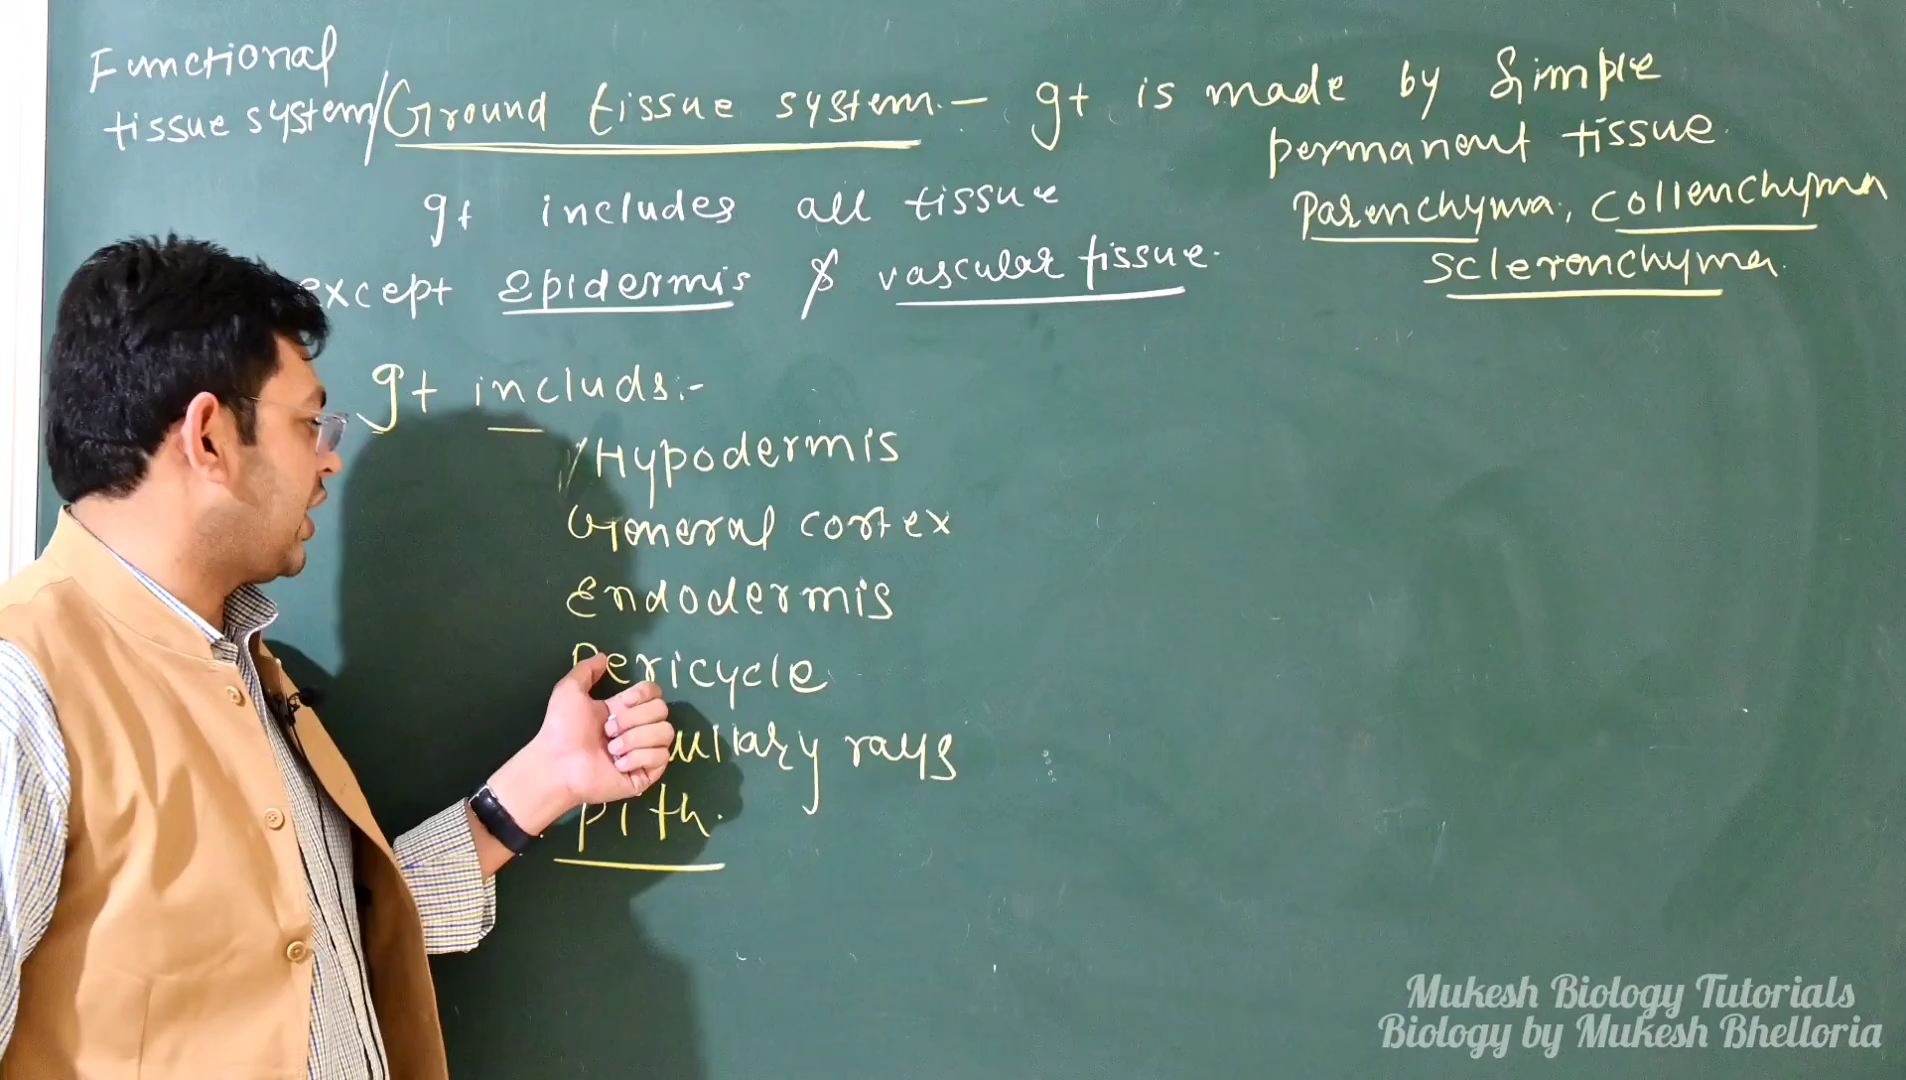 Functional
tissue system/Ground tissue system. - gt is made by simple
permanent tissue.
Parenchyma, collenchyma
sclerenchyma.
gt includes all tissue
except Epidermis & vascular tissue.
gt includs:-
Hypodermis
General cortex
Endodermis
Pericycle
rays
pith.
Mukesh Biology Tutorials
Biology by Mukesh Bhelloria